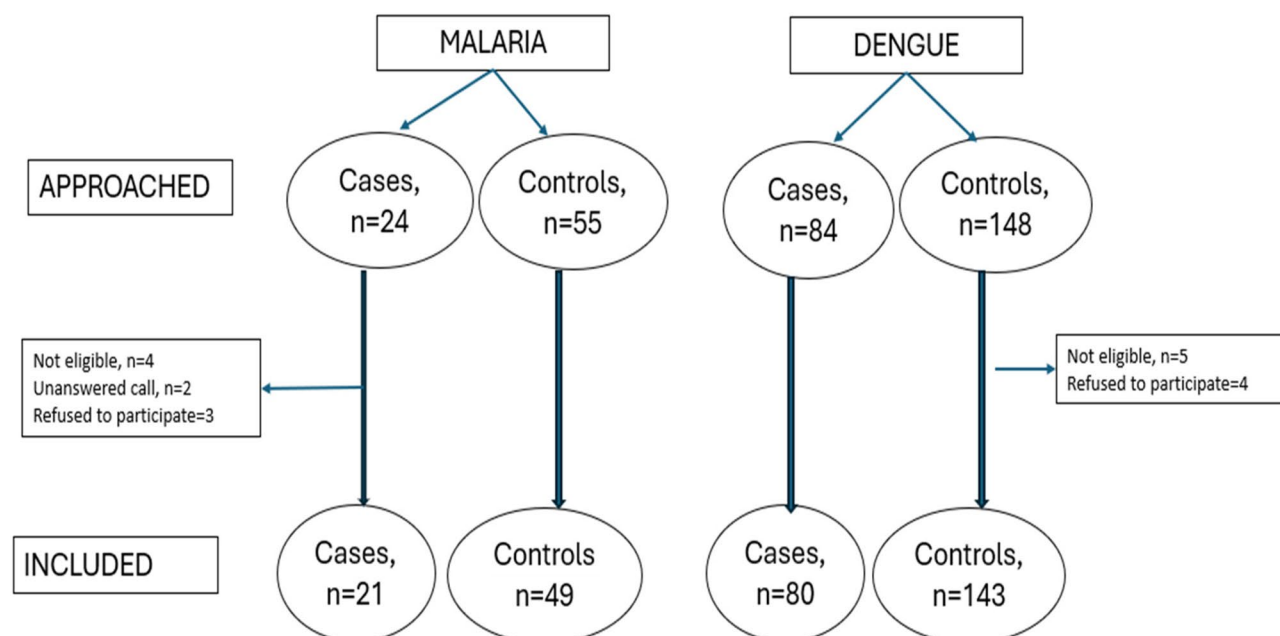 MALARIA
DENGUE
APPROACHED
Cases,
n=24
Controls,
n=55
Cases,
n=84
Controls,
n=148
Not eligible, n=4
Unanswered call, n=2
Refused to participate=3
Not eligible, n=5
Refused to participate=4
INCLUDED
Cases,
n=21
Controls
n=49
Cases,
n=80
Controls,
n=143